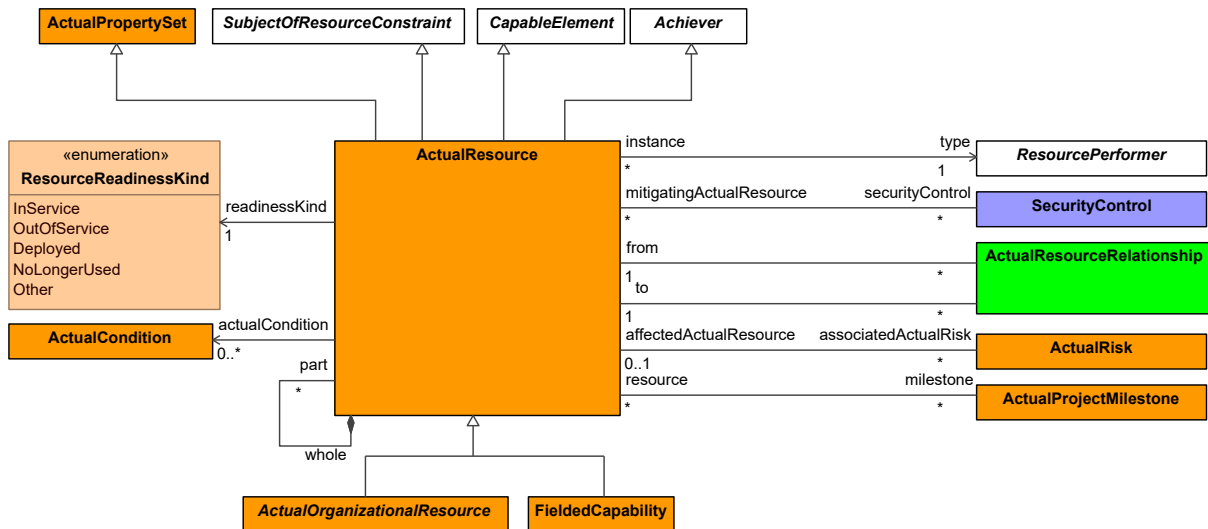 ActualPropertySet
SubjectOfResourceConstraint
CapableElement
Achiever
«enumeration»
ResourceReadinessKind
InService
OutOfService
Deployed
NoLongerUsed
Other
ActualResource
readinessKind
1
ActualCondition
actualCondition
0..*
part
*
whole
instance
*
type
1
ResourcePerformer
mitigatingActualResource
*
securityControl
*
SecurityControl
from
1
*
to
1
*
ActualResourceRelationship
affectedActualResource
0..1
associatedActualRisk
*
ActualRisk
resource
*
milestone
*
ActualProjectMilestone
ActualOrganizationalResource
FieldedCapability